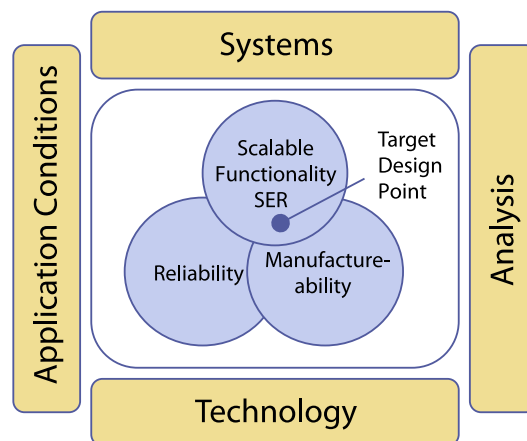 Systems
Application Conditions
Scalable
Functionality
SER
Target
Design
Point
Reliability
Manufacture-
ability
Analysis
Technology